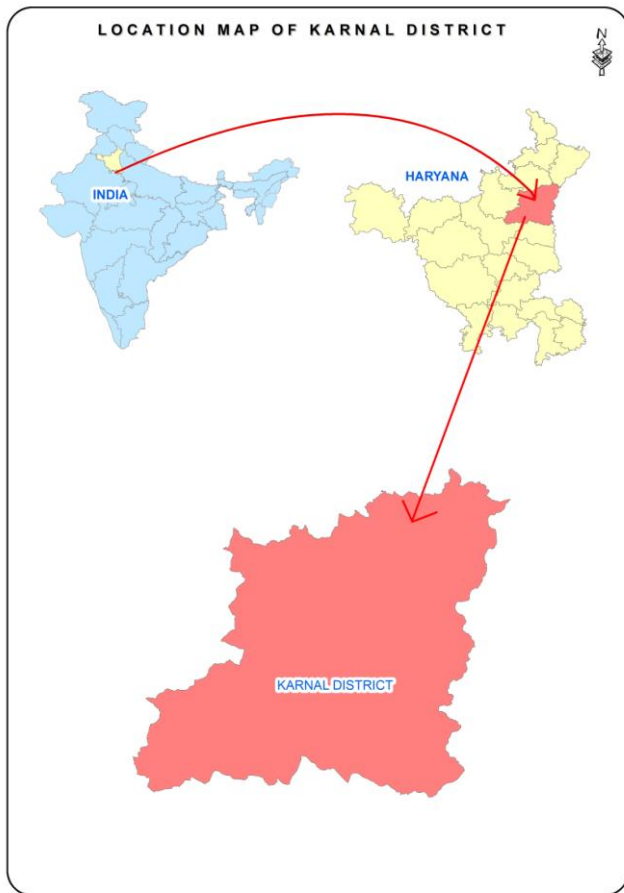 LOCATION MAP OF KARNAL DISTRICT
N
INDIA
HARYANA
KARNAL DISTRICT